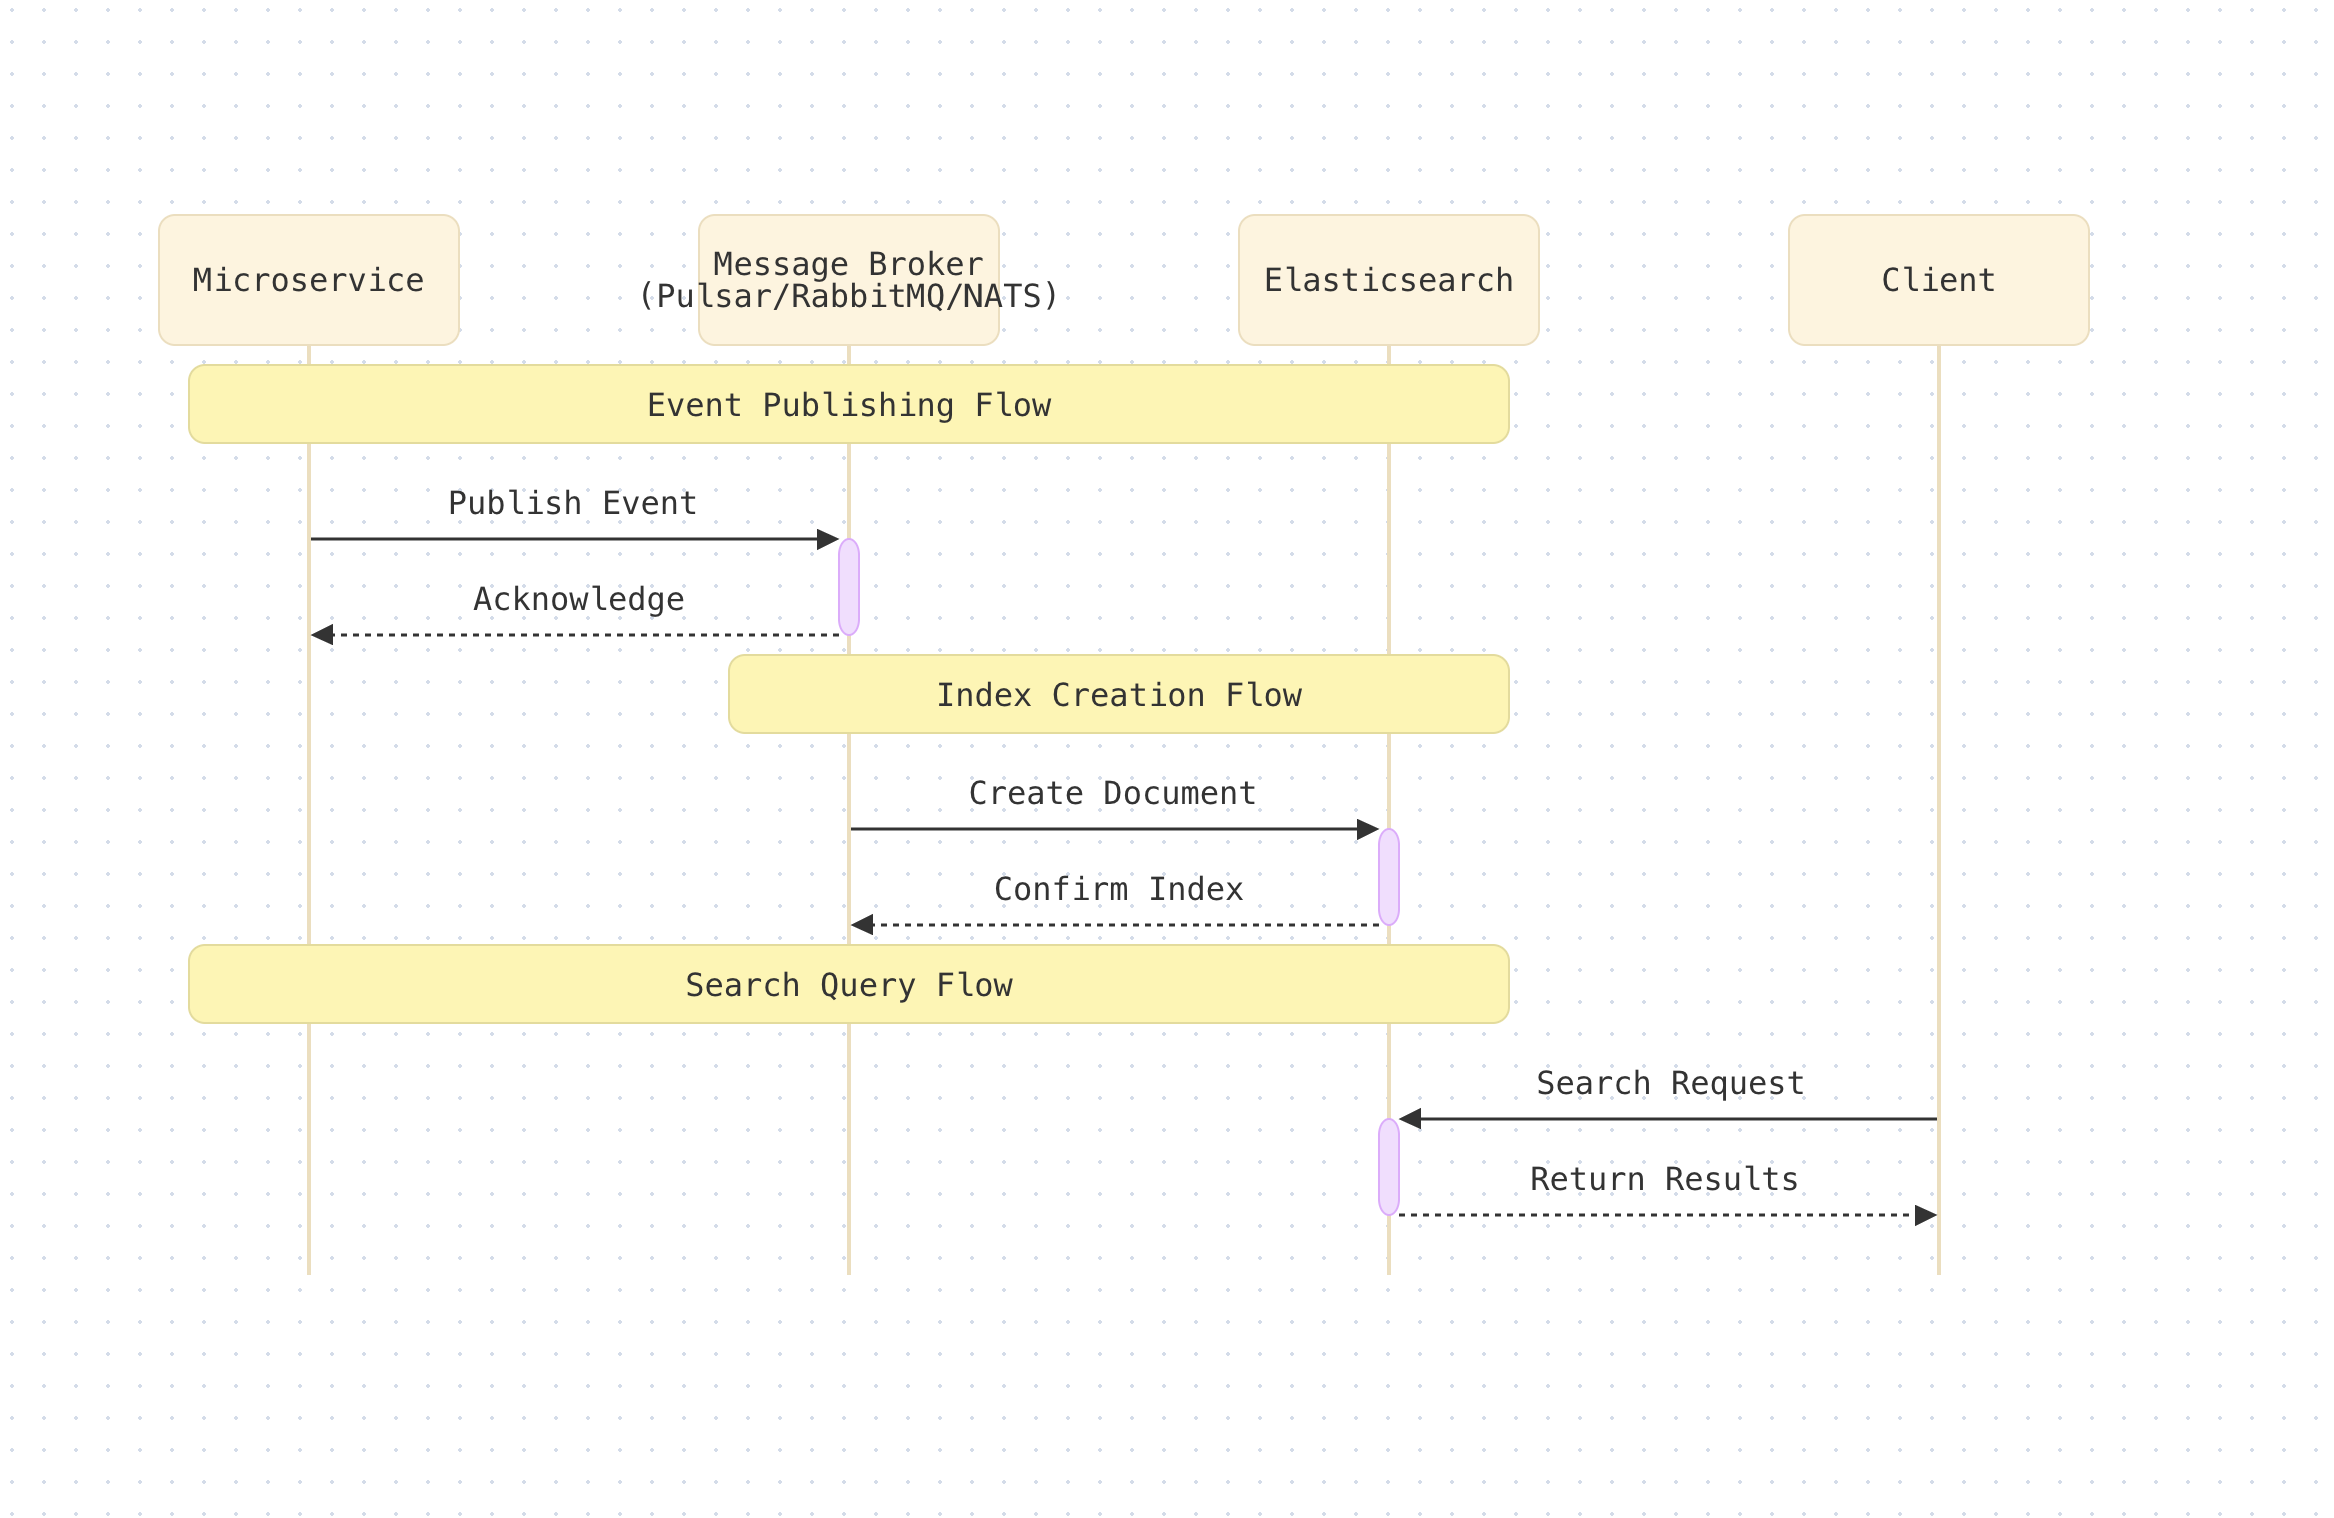 Microservice
Message Broker
(Pulsar/RabbitMQ/NATS)
Elasticsearch
Client
Event Publishing Flow
Publish Event
Acknowledge
Index Creation Flow
Create Document
Confirm Index
Search Query Flow
Search Request
Return Results